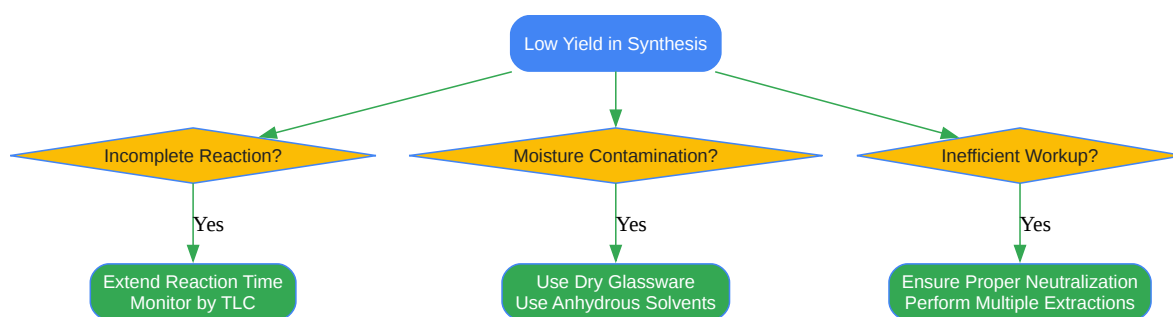 Low Yield in Synthesis
Incomplete Reaction?
Moisture Contamination?
Inefficient Workup?
Yes
Yes
Yes
Extend Reaction Time
Monitor by TLC
Use Dry Glassware
Use Anhydrous Solvents
Ensure Proper Neutralization
Perform Multiple Extractions